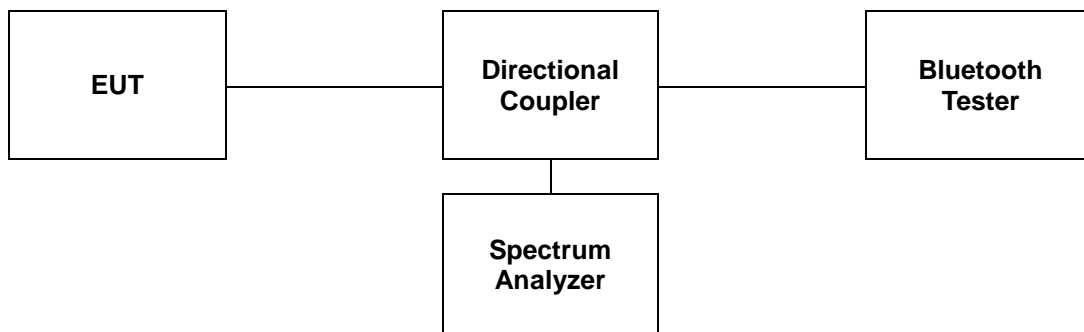 EUT
Directional
Coupler
Bluetooth
Tester
Spectrum
Analyzer